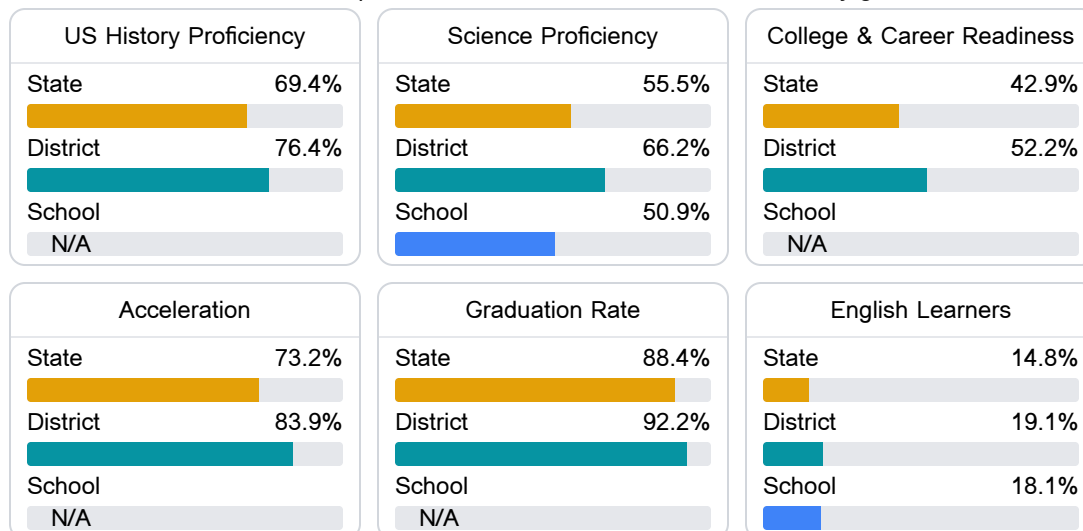 US History Proficiency
State 69.4%
District 76.4%
School
N/A
Science Proficiency
State 55.5%
District 66.2%
School 50.9%
College & Career Readiness
State 42.9%
District 52.2%
School
N/A
Acceleration
State 73.2%
District 83.9%
School
N/A
Graduation Rate
State 88.4%
District 92.2%
School
N/A
English Learners
State 14.8%
District 19.1%
School 18.1%